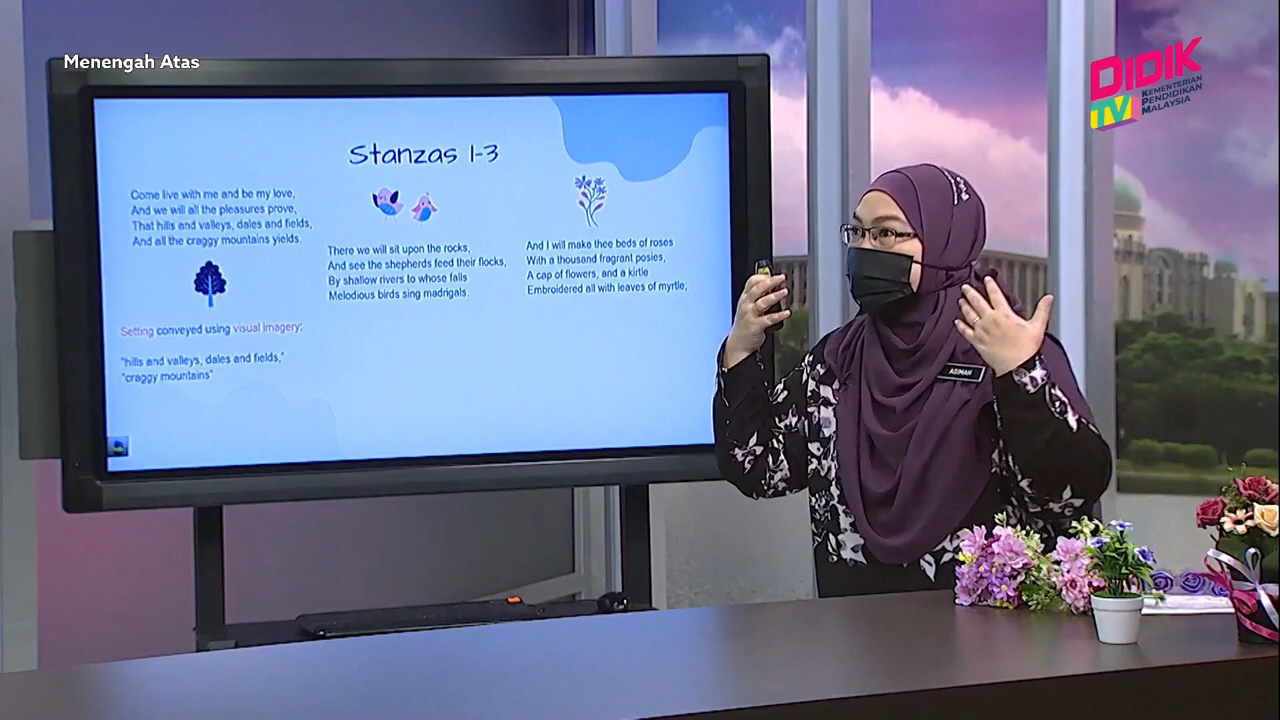 Menengah Atas
DIDIK
TV
KEMENTERIAN
PENDIDIKAN
MALAYSIA
Stanzas 1-3
Come live with me and be my love,
And we will all the pleasures prove,
That hills and valleys, dales and fields,
And all the craggy mountains yields.
Setting conveyed using visual imagery:
"hills and valleys, dales and fields,"
"craggy mountains"
There we will sit upon the rocks,
And see the shepherds feed their flocks,
By shallow rivers to whose falls
Melodious birds sing madrigals.
And I will make thee beds of roses
With a thousand fragrant posies,
A cap of flowers, and a kirtle
Embroidered all with leaves of myrtle;
ASIMAH